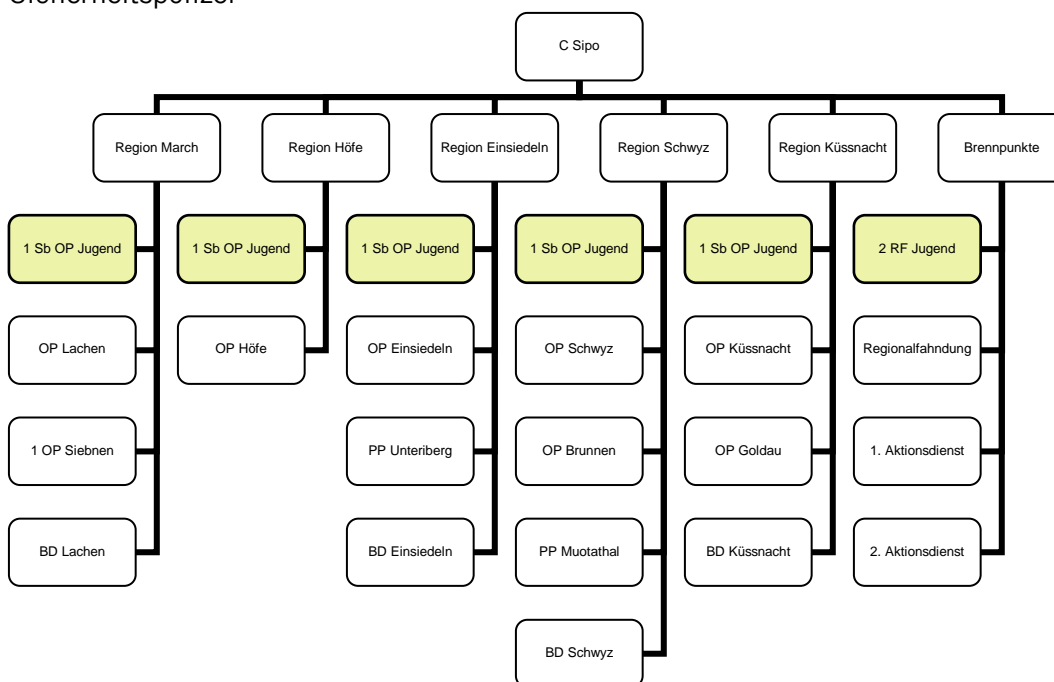 Sicherheitspolizei
C Sipo
Region March
Region Höfe
Region Einsiedeln
Region Schwyz
Region Küssnacht
Brennpunkte
1 Sb OP Jugend
1 Sb OP Jugend
1 Sb OP Jugend
1 Sb OP Jugend
1 Sb OP Jugend
2 RF Jugend
OP Lachen
OP Höfe
OP Einsiedeln
OP Schwyz
OP Küssnacht
Regionalfahndung
1 OP Siebnen
PP Unteriberg
OP Brunnen
OP Goldau
1. Aktionsdienst
BD Lachen
BD Einsiedeln
PP Muotathal
BD Küssnacht
2. Aktionsdienst
BD Schwyz